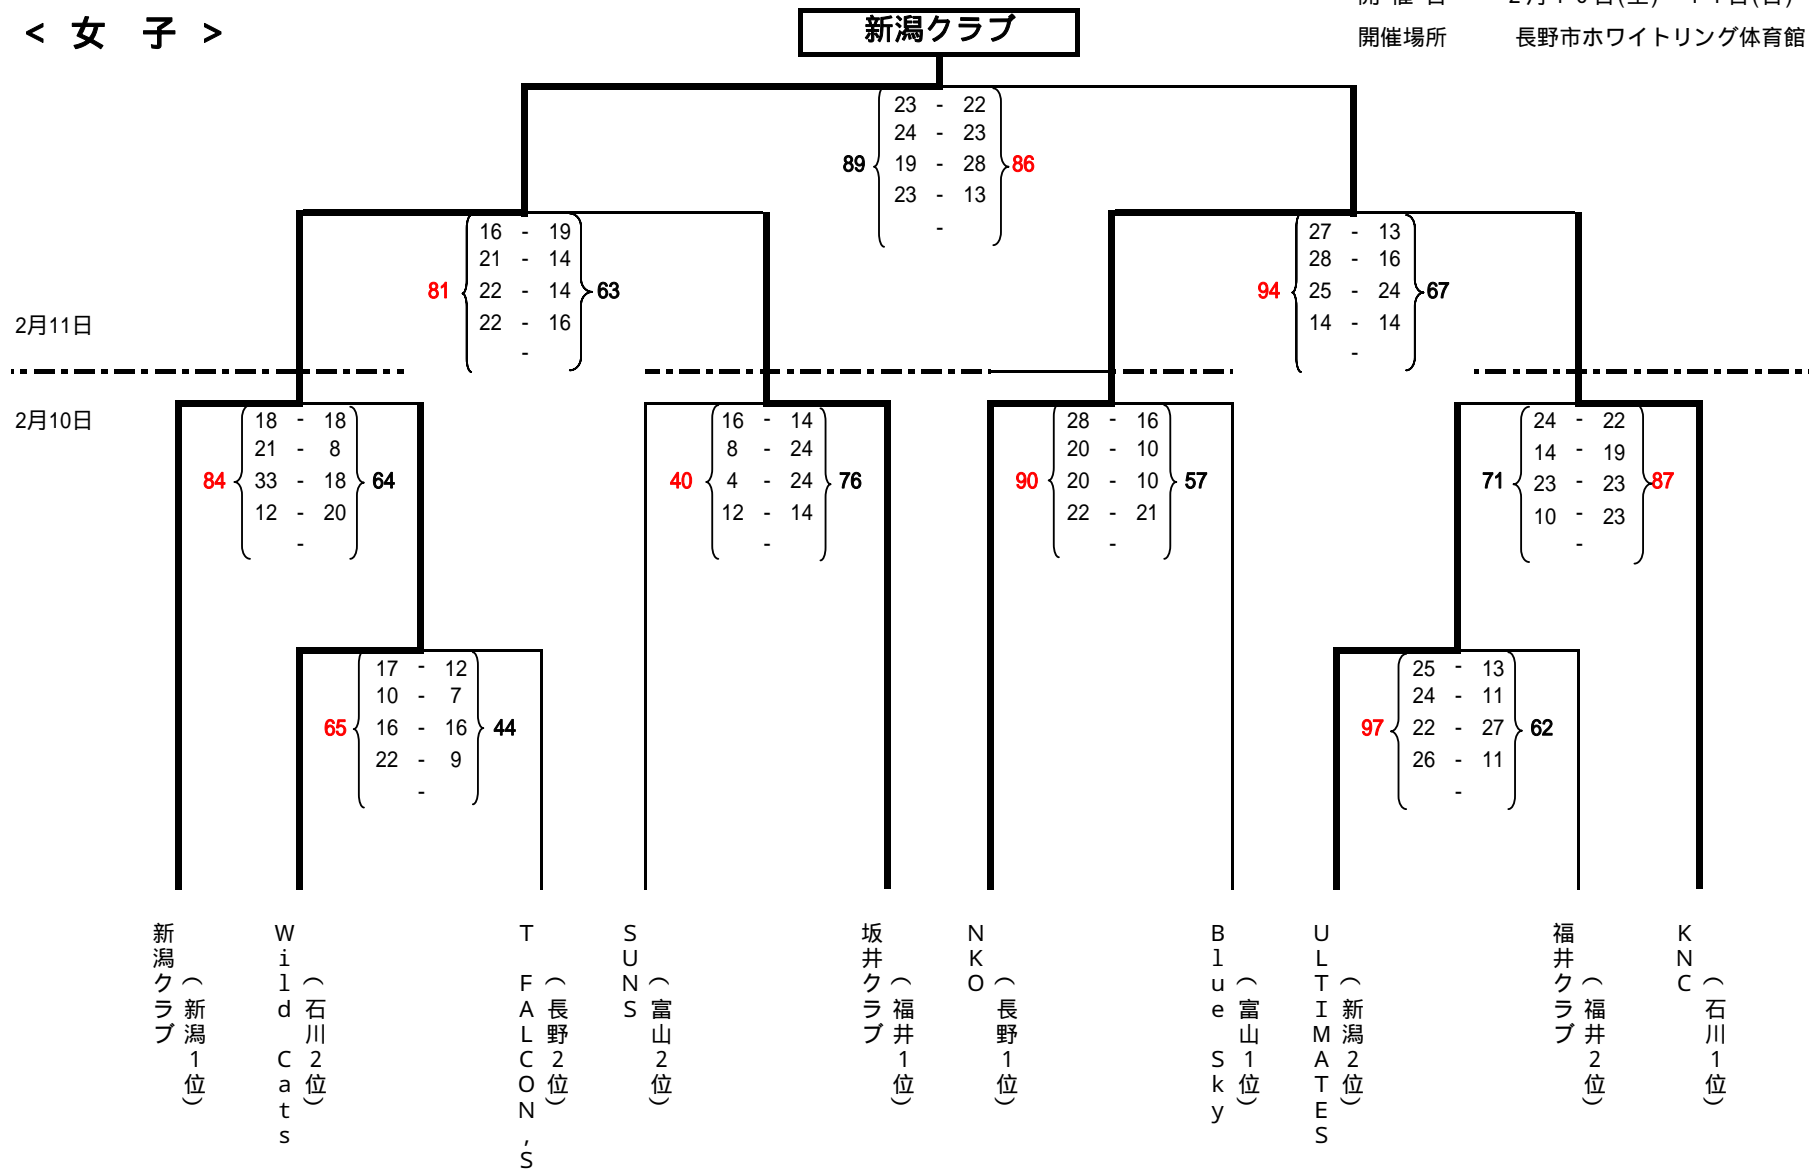 < 女 子 >
新潟クラブ
開催場所 長野市ホワイトリング体育館
23 - 22
24 - 23
89 19 - 28 86
23 - 13
-
16 - 19
21 - 14
81 22 - 14 63
22 - 16
-
27 - 13
28 - 16
94 25 - 24 67
14 - 14
-
2月11日
2月10日
18 - 18
21 - 8
84 33 - 18 64
12 - 20
-
16 - 14
8 - 24
40 4 - 24 76
12 - 14
-
28 - 16
20 - 10
90 20 - 10 57
22 - 21
-
24 - 22
14 - 19
71 23 - 23 87
10 - 23
-
17 - 12
10 - 7
65 16 - 16 44
22 - 9
-
25 - 13
24 - 11
97 22 - 27 62
26 - 11
-
新潟クラブ
(新潟1位)
Wild Cats
(石川2位)
T FALCON,S
(長野2位)
SUNS
(富山2位)
坂井クラブ
(福井1位)
NKO
(長野1位)
Blue Sky
(富山1位)
ULTIMATES
(新潟2位)
福井クラブ
(福井2位)
KNC
(石川1位)